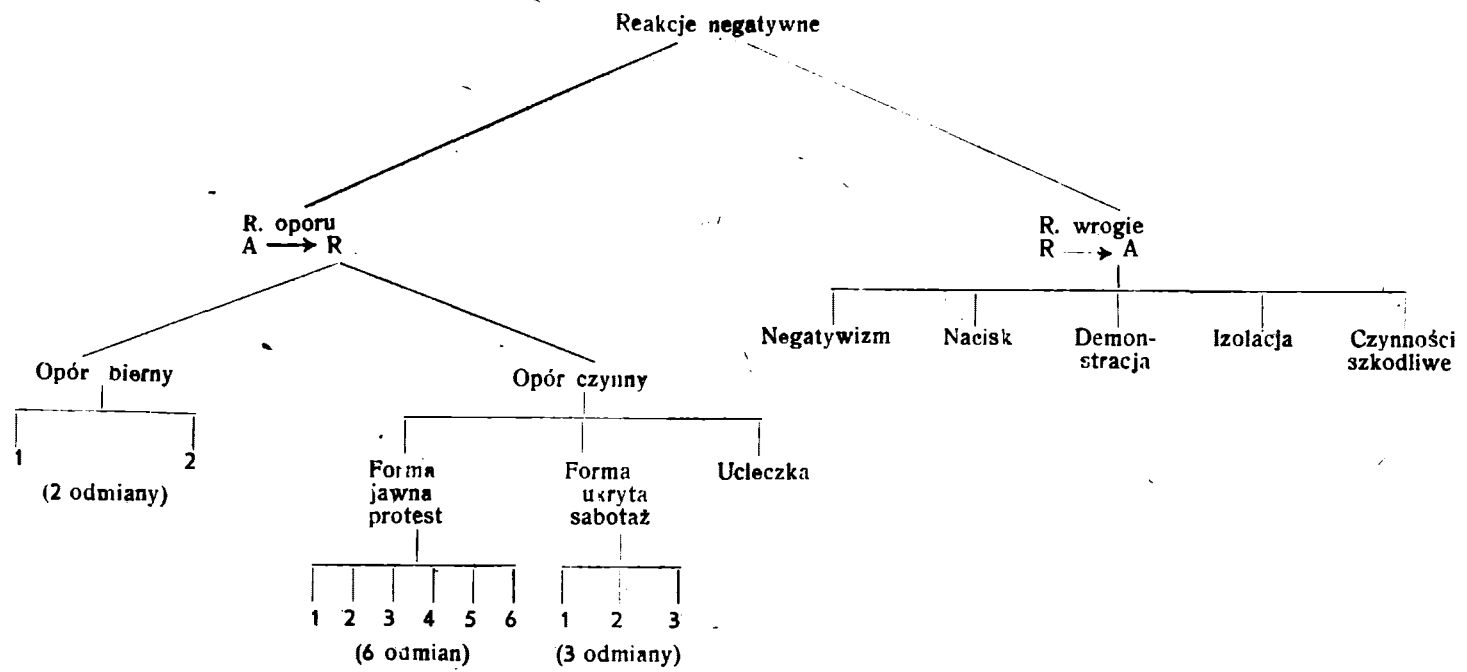 Reakcje negatywne
R. oporu
A → R
R. wrogie
R → A
Negatywizm
Nacisk
Demon-
stracja
Izolacja
Czynności
szkodliwe
Opór bierny
1 2
(2 odmiany)
Opór czynny
Forma
jawna
protest
Forma
ukryta
sabotaż
Ucieczka
1 2 3 4 5 6
(6 odmian)
1 2 3
(3 odmiany)